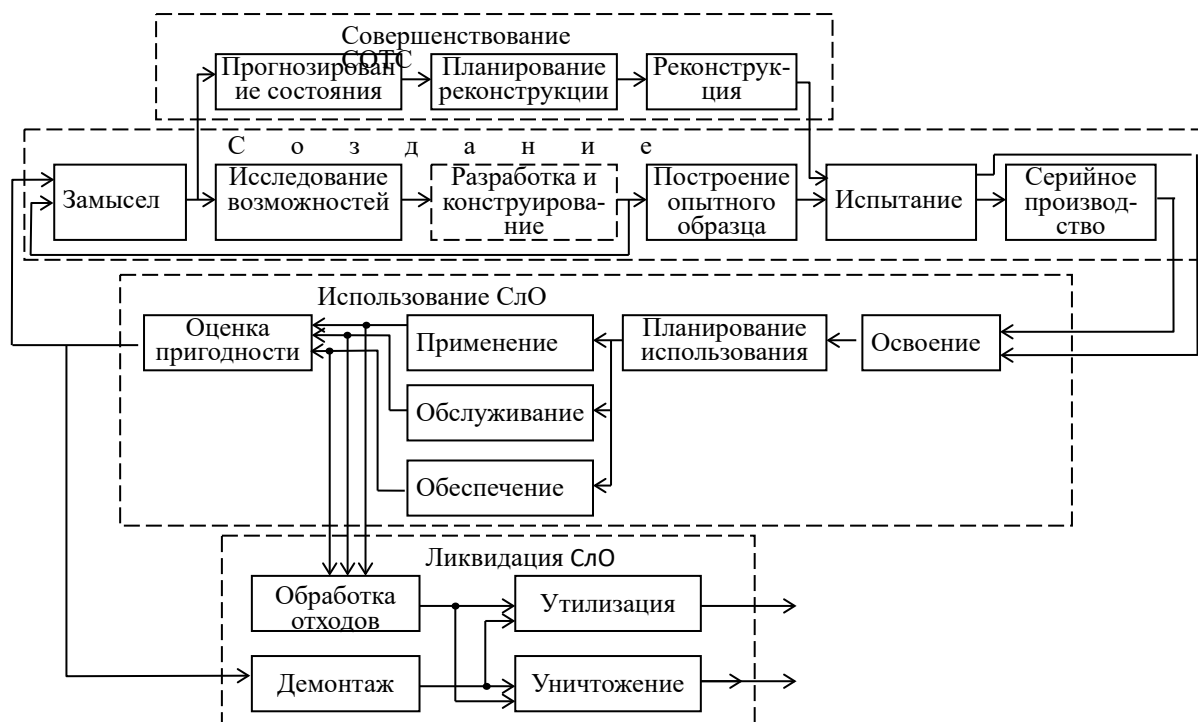 Совершенствование
СОТС
Прогнозирован
ие состояния
Планирование
реконструкции
Реконструк-
ция
С о з д а н и е
Замысел
Исследование
возможностей
Разработка и
конструирова-
ние
Построение
опытного
образца
Испытание
Серийное
производ-
ство
Использование СлО
Оценка
пригодности
Применение
Планирование
использования
Освоение
Обслуживание
Обеспечение
Ликвидация СлО
Обработка
отходов
Утилизация
Демонтаж
Уничтожение